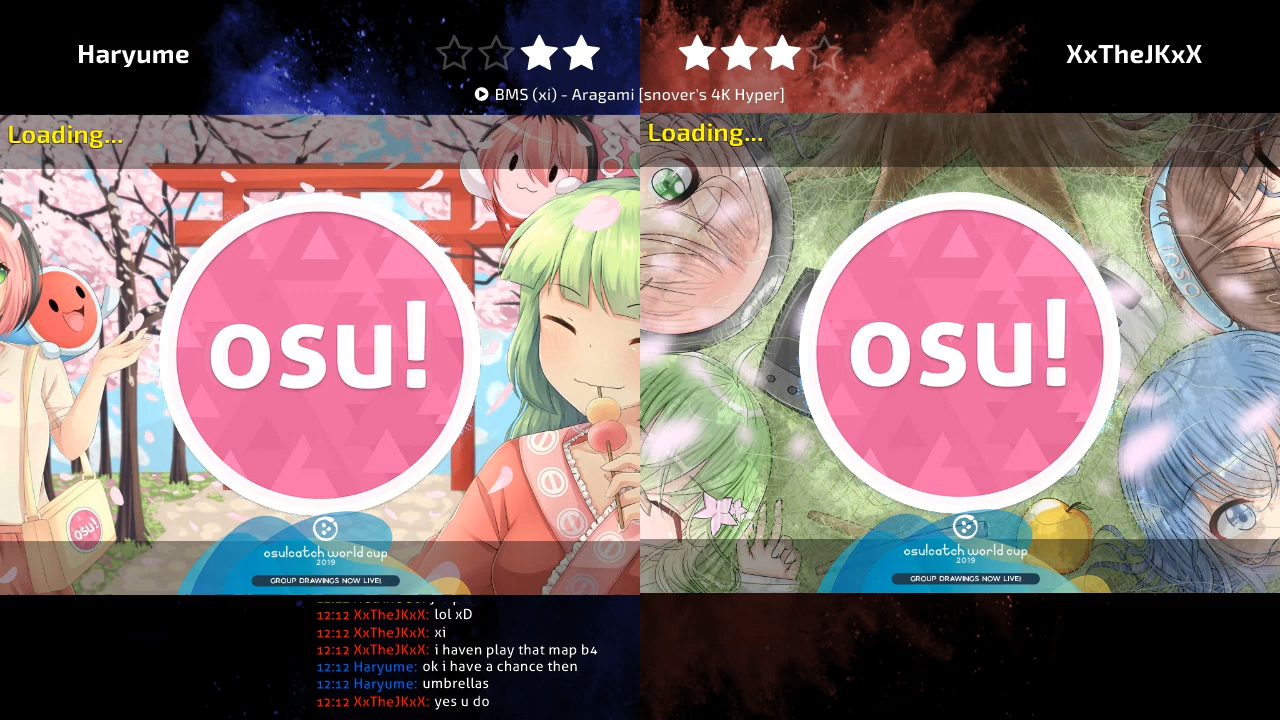 Haryume
XxTheJKxX
BMS (xi) - Aragami [snover's 4K Hyper]
Loading...
Loading...
osu!
osu!
osu!
osu!
osu!catch world cup
2019
GROUP DRAWINGS NOW LIVE!
osu!catch world cup
2019
GROUP DRAWINGS NOW LIVE!
12:12 XxTheJKxX: lol xD
12:12 XxTheJKxX: xi
12:12 XxTheJKxX: i haven play that map b4
12:12 Haryume: ok i have a chance then
12:12 Haryume: umbrellas
12:12 XxTheJKxX: yes u do